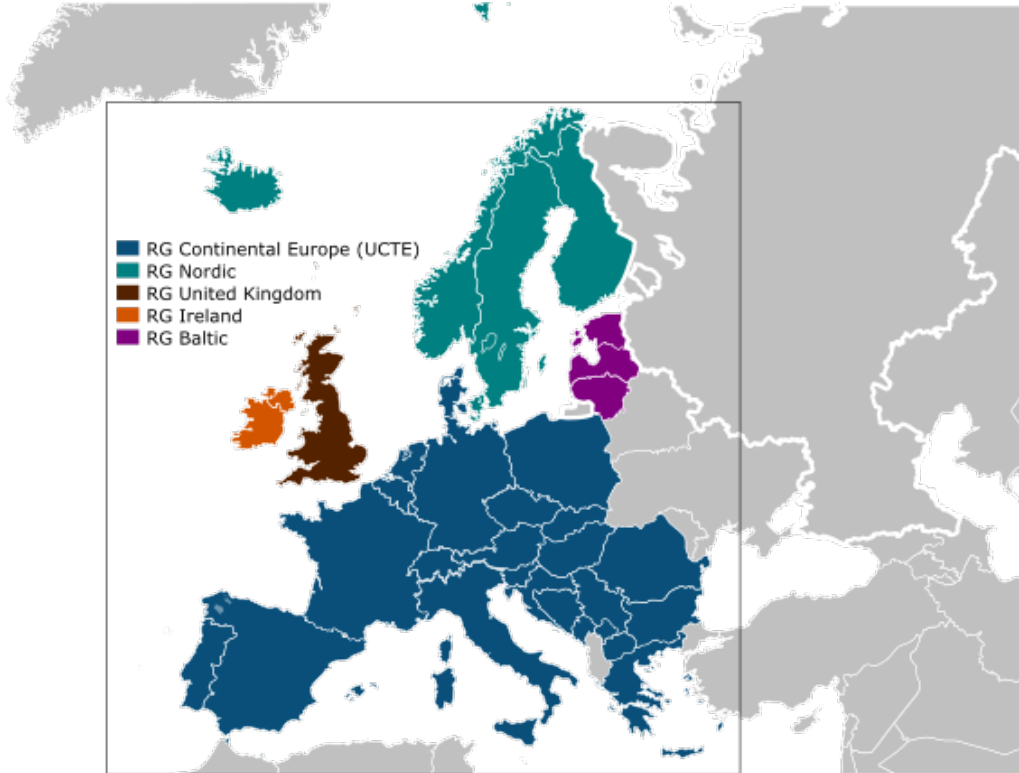 RG Continental Europe (UCTE)
RG Nordic
RG United Kingdom
RG Ireland
RG Baltic